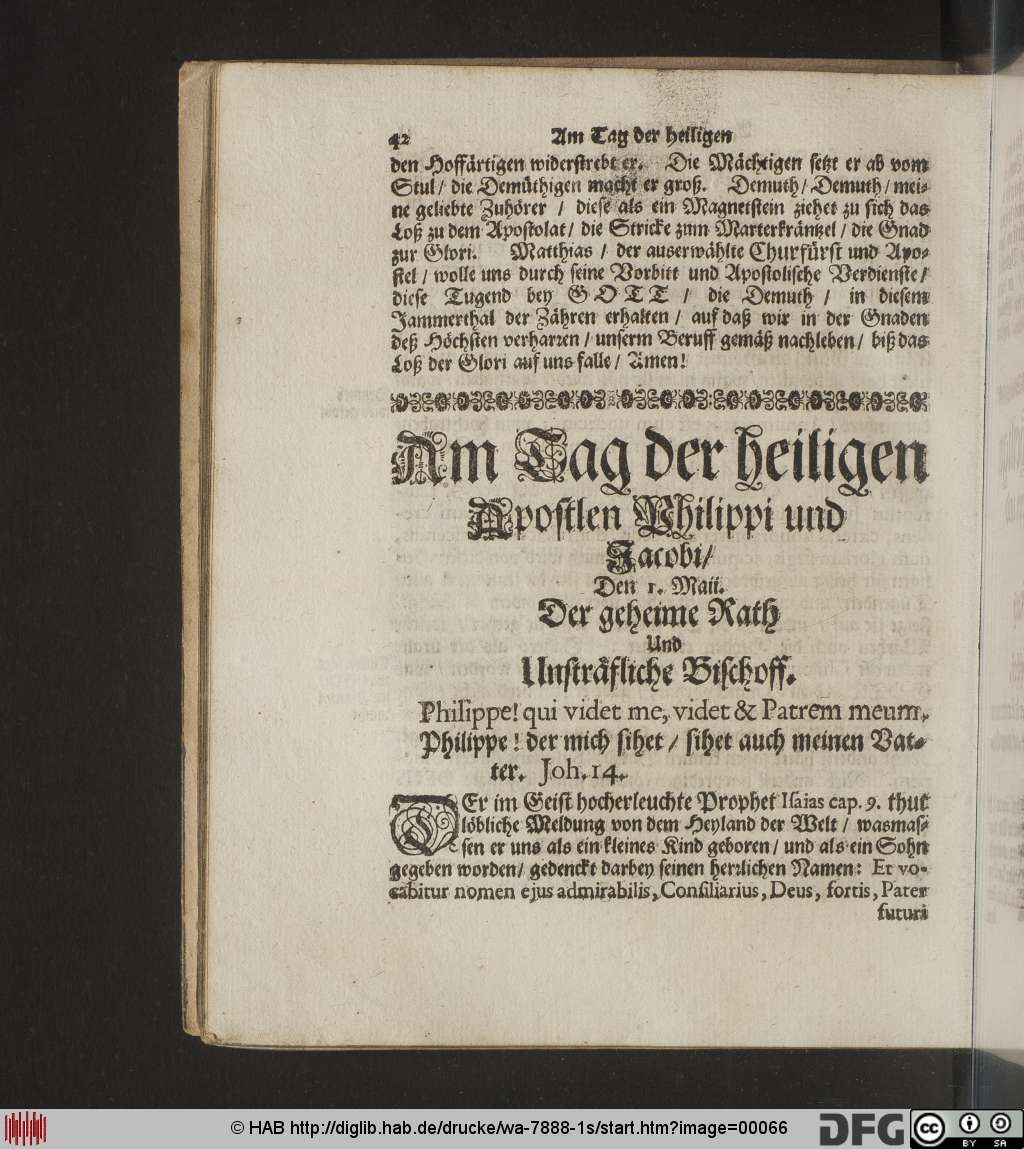 42 Am Tag der heiligen
den Hoffärtigen widerstrebt er. Die Mächtigen setzt er ab vom
Stul / die Demüthigen macht er groß. Demuth / Demuth / mei-
ne geliebte Zuhörer / diese als ein Magnetstein ziehet zu sich das
Loß zu dem Apostolat / die Stricke zum Marterkräntzel / die Gnad
zur Glori. Matthias / der auserwählte Churfürst und Apo-
stel / wolle uns durch seine Vorbitt und Apostolische Verdienste /
diese Tugend bey GOTT / die Demuth / in diesem
Jammerthal der Zähren erhalten / auf daß wir in der Gnaden
deß Höchsten verharren / unserm Beruff gemäß nachleben / biß das
Loß der Glori auf uns falle / Amen!
Am Tag der heiligen
Apostlen Philippi und
Jacobi /
Den 1. Maii.
Der geheime Rath
Und
Unsträfliche Bischoff.
Philippe! qui videt me, videt & Patrem meum.
Philippe! der mich sihet / sihet auch meinen Vat-
ter. Joh. 14.
DEr im Geist hocherleuchte Prophet Isaias cap. 9. thut
löbliche Meldung von dem Heyland der Welt / wasmas-
sen er uns als ein kleines Kind geboren / und als ein Sohn
gegeben worden / gedenckt darbey seinen herrlichen Namen: Et vo-
cabitur nomen ejus admirabilis, Consiliarius, Deus, fortis, Pater
futuri
© HAB http://diglib.hab.de/drucke/wa-7888-1s/start.htm?image=00066
DFG
cc BY SA